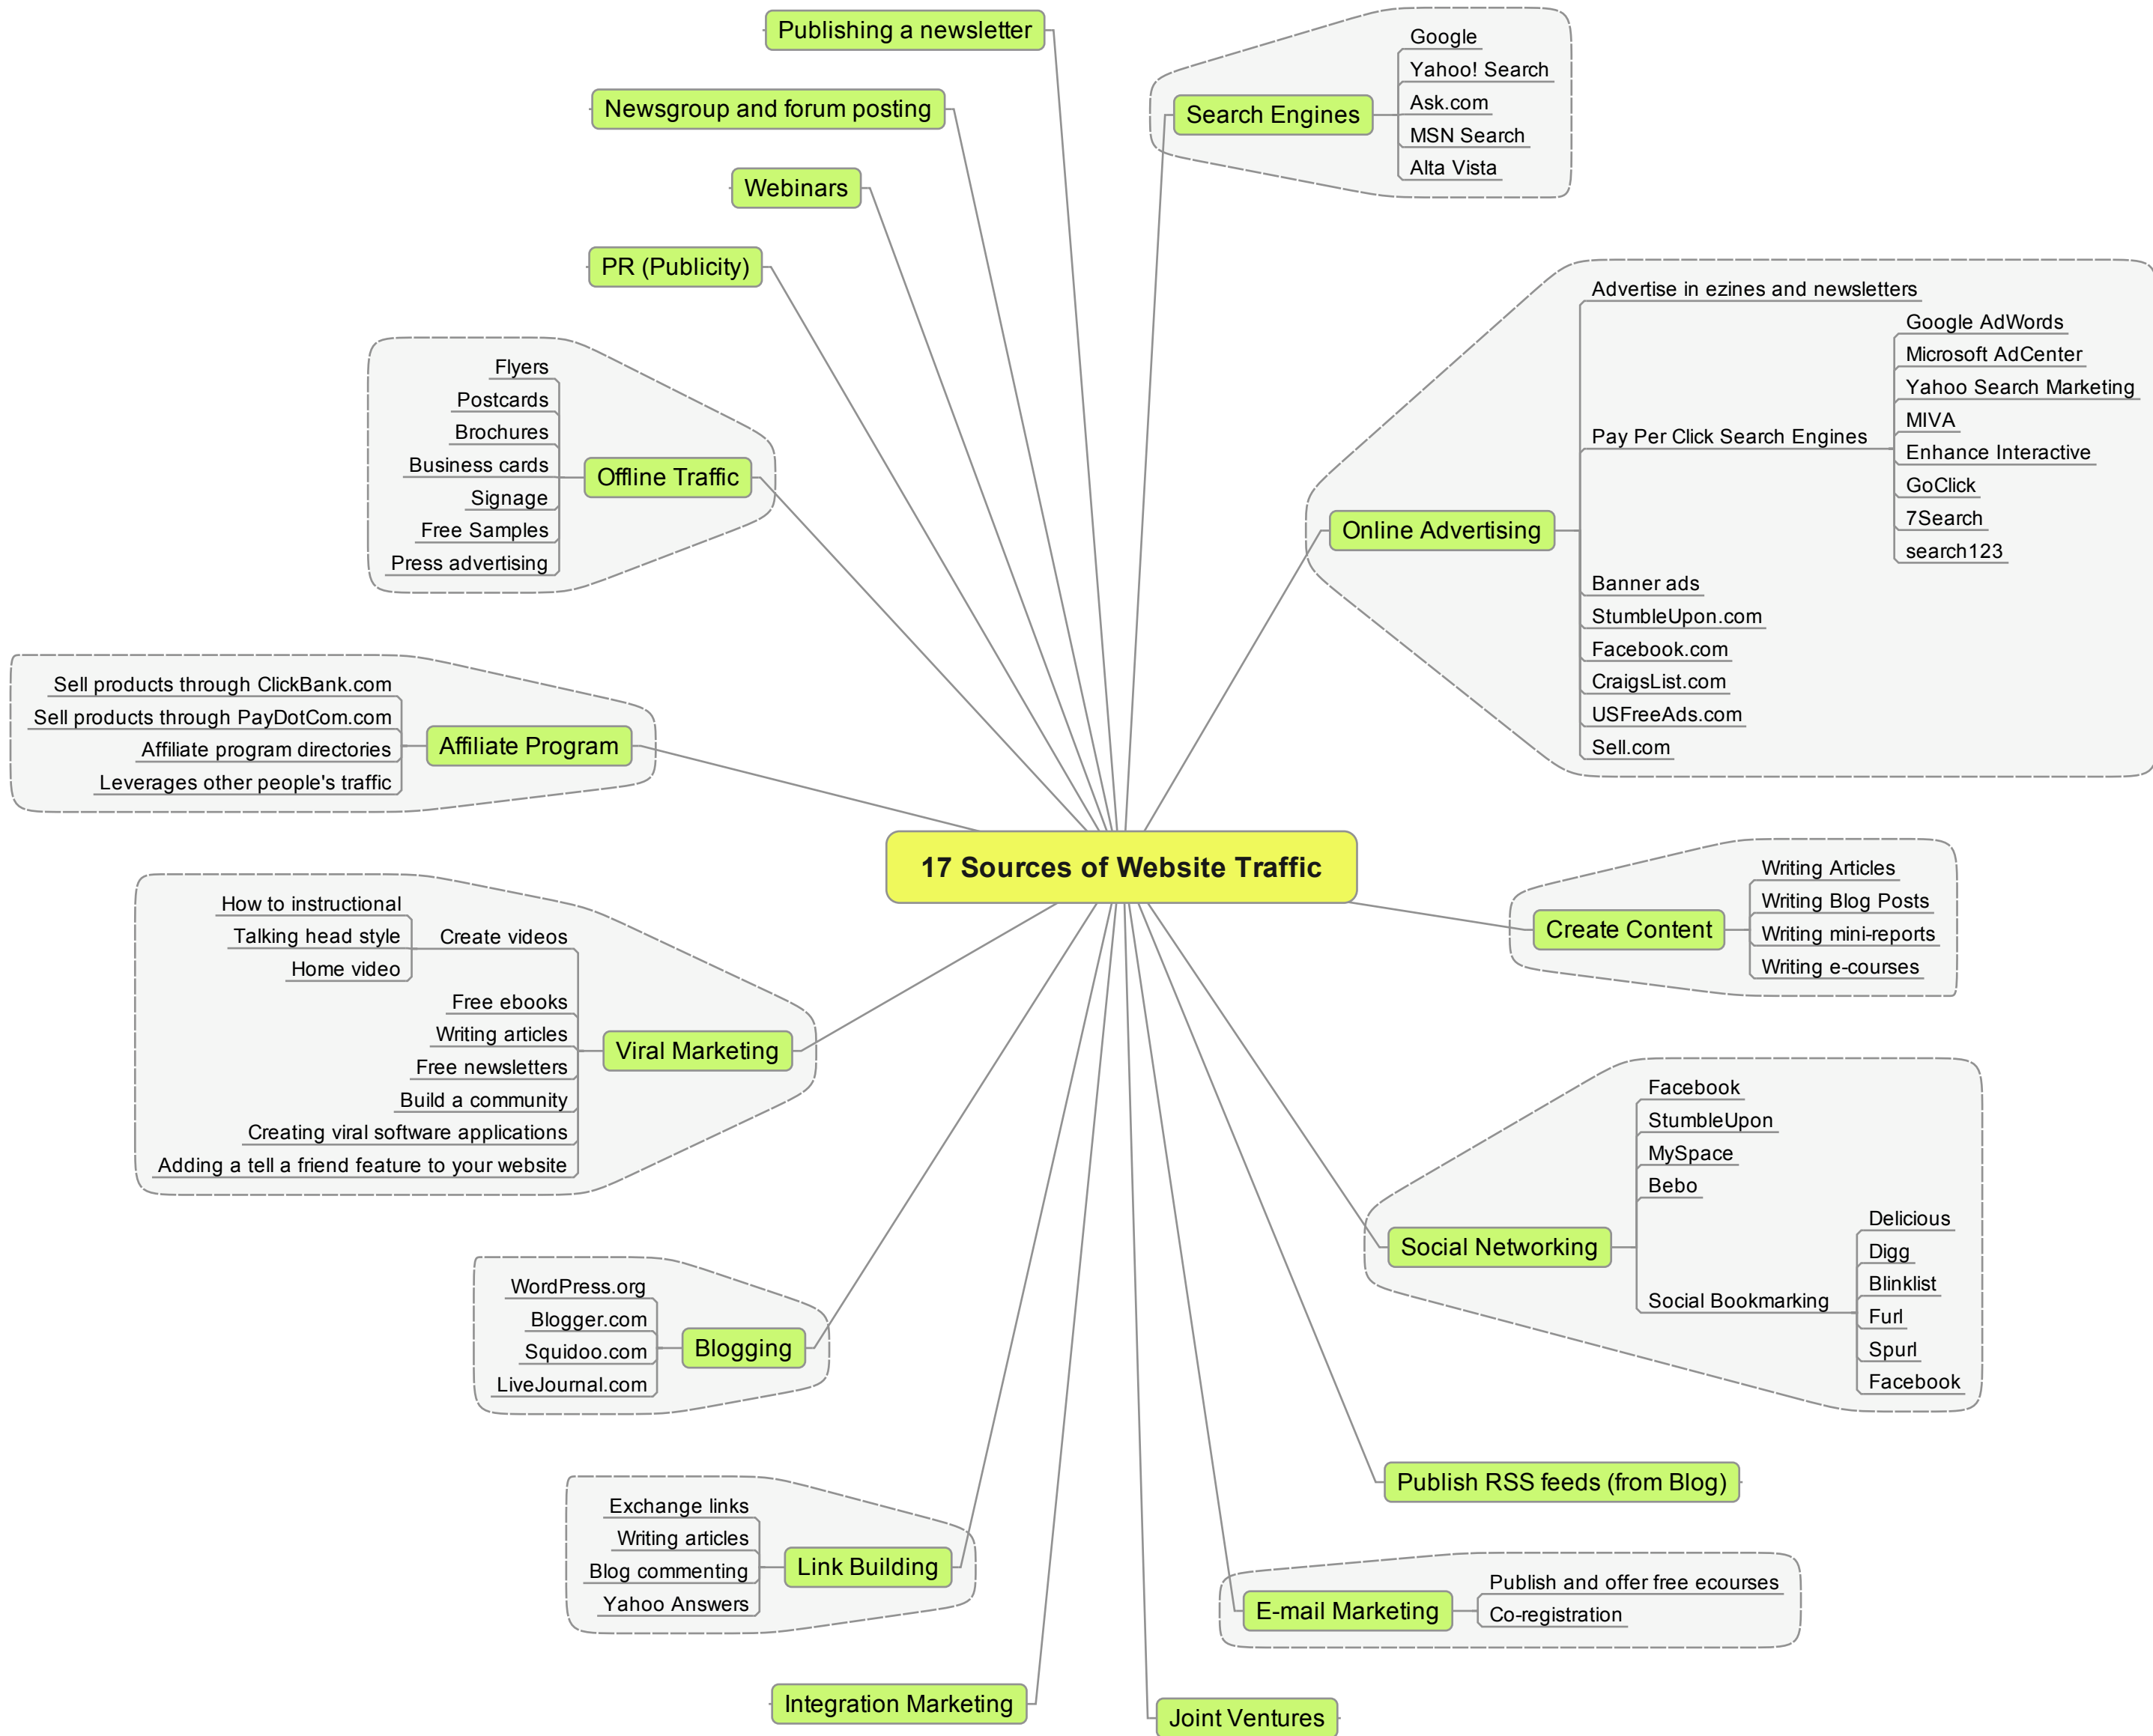 17 Sources of Website Traffic
Search Engines
Google
Yahoo! Search
Ask.com
MSN Search
Alta Vista
Online Advertising
Advertise in ezines and newsletters
Pay Per Click Search Engines
Google AdWords
Microsoft AdCenter
Yahoo Search Marketing
MIVA
Enhance Interactive
GoClick
7Search
search123
Banner ads
StumbleUpon.com
Facebook.com
CraigsList.com
USFreeAds.com
Sell.com
Create Content
Writing Articles
Writing Blog Posts
Writing mini-reports
Writing e-courses
Social Networking
Facebook
StumbleUpon
MySpace
Bebo
Social Bookmarking
Delicious
Digg
Blinklist
Furl
Spurl
Facebook
Publish RSS feeds (from Blog)
E-mail Marketing
Publish and offer free ecourses
Co-registration
Joint Ventures
Integration Marketing
Link Building
Exchange links
Writing articles
Blog commenting
Yahoo Answers
Blogging
WordPress.org
Blogger.com
Squidoo.com
LiveJournal.com
Viral Marketing
Create videos
How to instructional
Talking head style
Home video
Free ebooks
Writing articles
Free newsletters
Build a community
Creating viral software applications
Adding a tell a friend feature to your website
Affiliate Program
Sell products through ClickBank.com
Sell products through PayDotCom.com
Affiliate program directories
Leverages other people's traffic
Offline Traffic
Flyers
Postcards
Brochures
Business cards
Signage
Free Samples
Press advertising
PR (Publicity)
Webinars
Newsgroup and forum posting
Publishing a newsletter